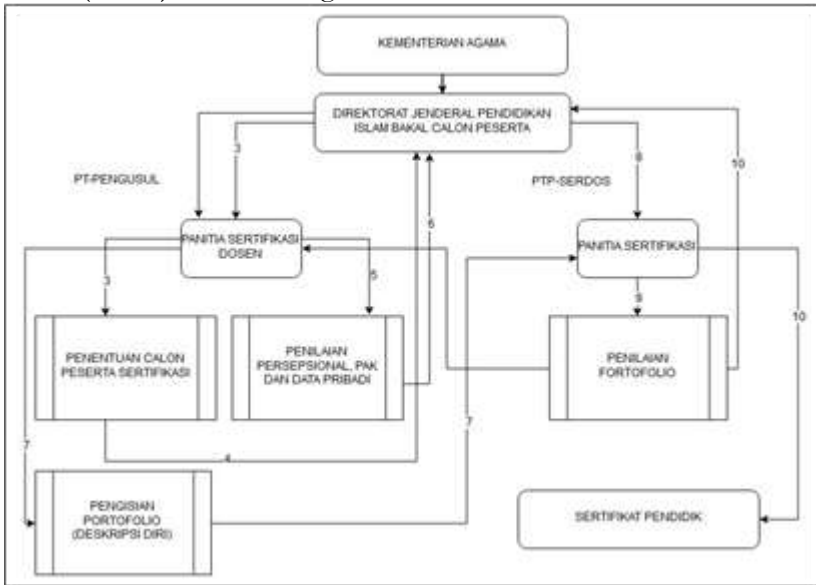 KEMENTERIAN AGAMA
DIREKTORAT JENDERAL PENDIDIKAN
ISLAM BAKAL CALON PESERTA
3
8
10
PT-PENGUSUL
PTP-SERDOS
6
PANITIA SERTIFIKASI
DOSEN
PANITIA SERTIFIKASI
3
5
9
10
PENENTUAN CALON
PESERTA SERTIFIKASI
PENILAIAN
PERSEPSIONAL, PAK
DAN DATA PRIBADI
PENILAIAN
FORTOFOLIO
7
4
7
PENGISIAN
PORTOFOLIO
(DESKRIPSI DIRI)
SERTIFIKAT PENDIDIK